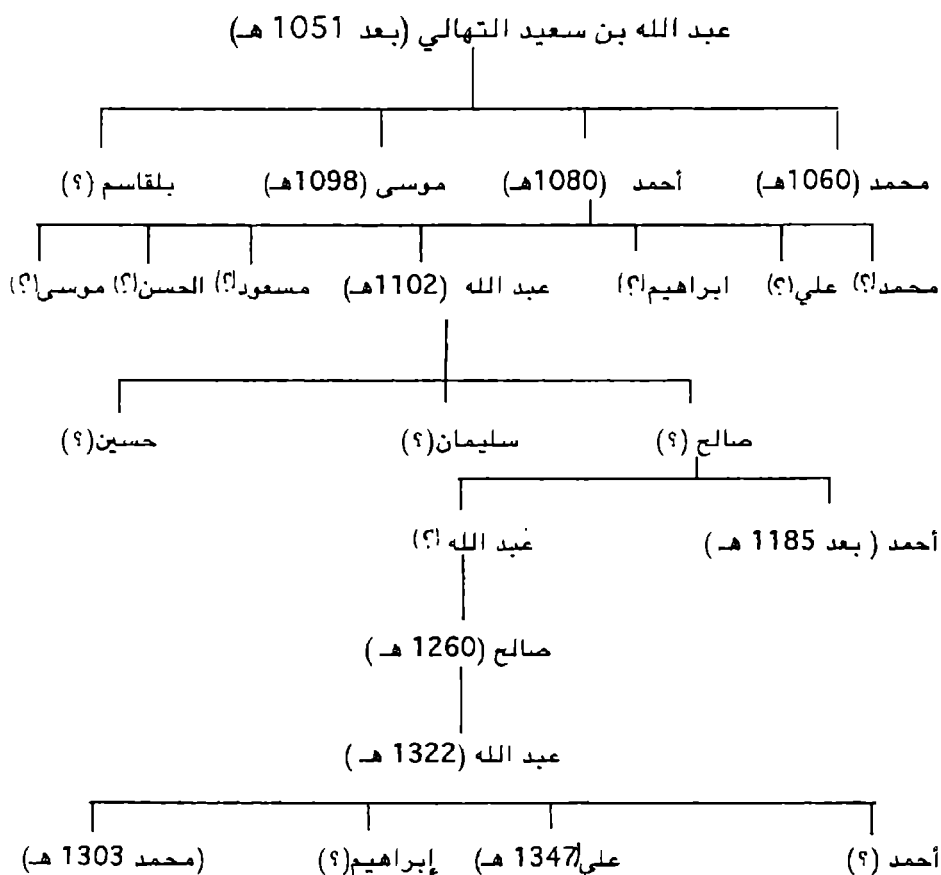 عبد الله بن سعيد التهالي (بعد 1051 هـ)
محمد (1060هـ) أحمد (1080هـ) موسى (1098هـ) بلقاسم (؟)
محمد(؟) علي(؟) ابراهيم(؟) عبد الله (1102هـ) مسعود(؟) الحسن(؟) موسى(؟)
صالح (؟) سليمان(؟) حسين(؟)
أحمد ( بعد 1185 هـ ) عبد الله (؟)
صالح (1260 هـ )
عبد الله (1322 هـ )
أحمد (؟) علي(1347 هـ) إبراهيم(؟) (محمد 1303 هـ)